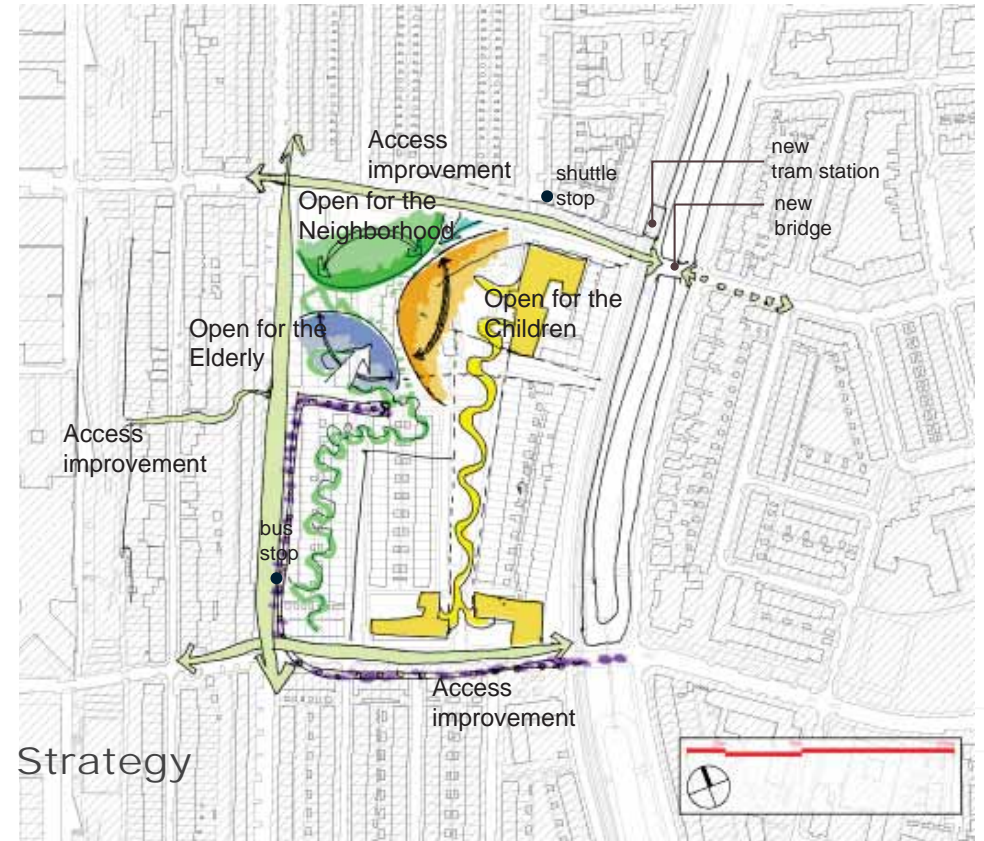 Access
improvement
shuttle
stop
new
tram station
new
bridge
Open for the
Neighborhood
Open for the
Children
Open for the
Elderly
Access
improvement
bus
stop
Access
improvement
Strategy